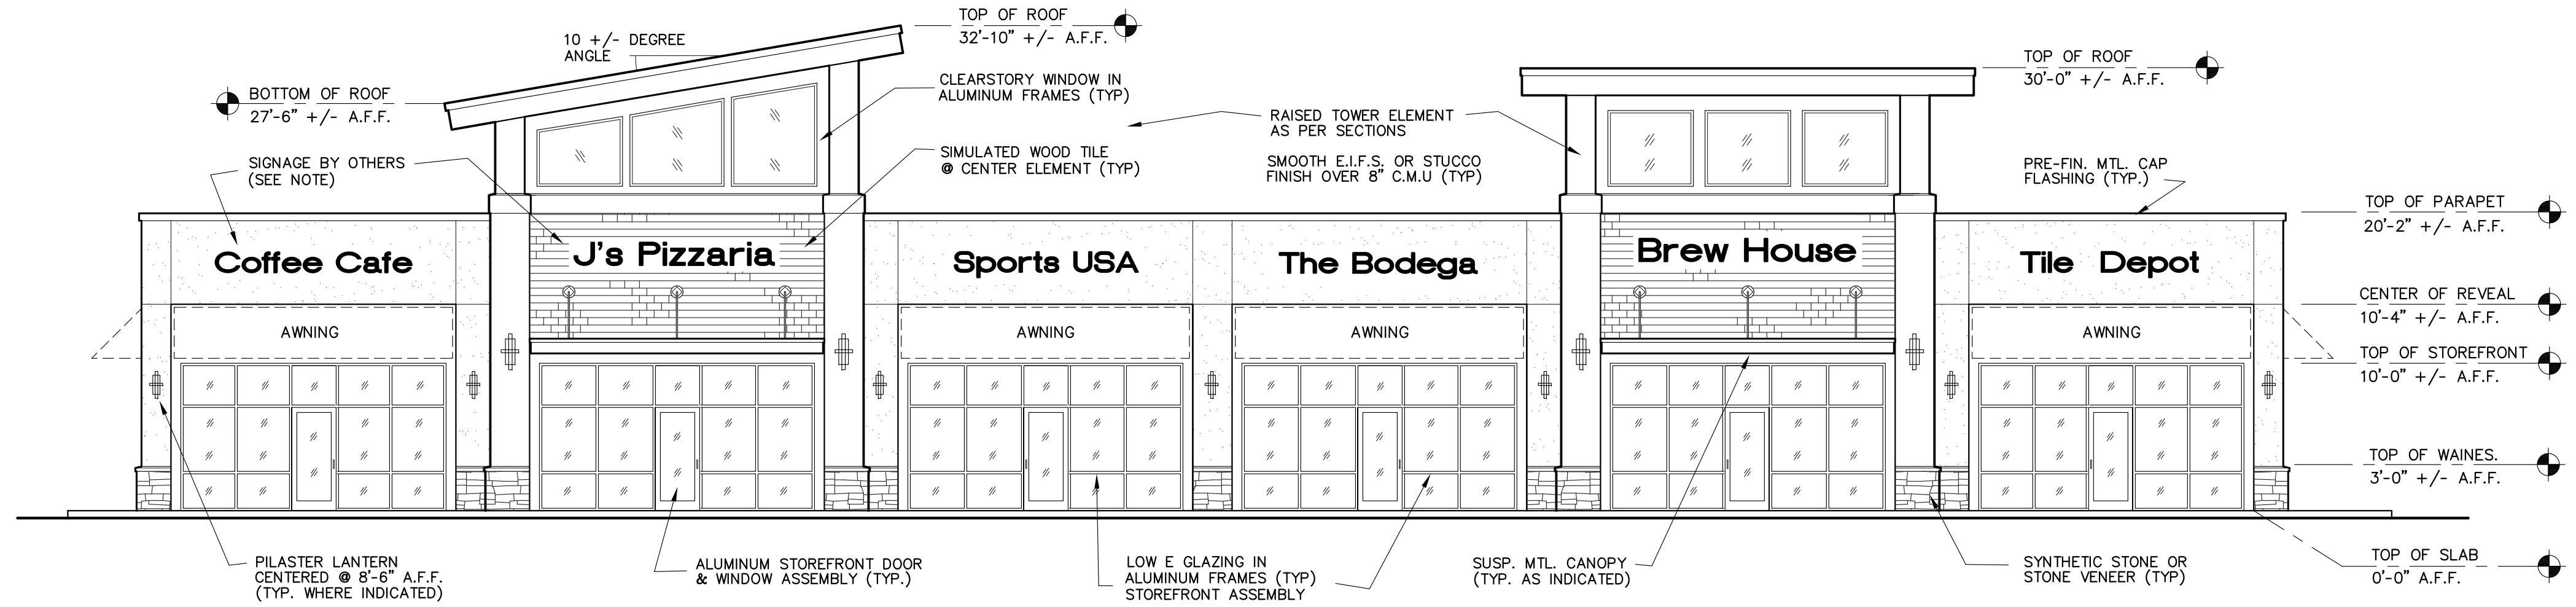 TOP OF ROOF
32'-10" +/- A.F.F.
10 +/- DEGREE
ANGLE
TOP OF ROOF
30'-0" +/- A.F.F.
BOTTOM OF ROOF
27'-6" +/- A.F.F.
CLEARSTORY WINDOW IN
ALUMINUM FRAMES (TYP)
RAISED TOWER ELEMENT
AS PER SECTIONS
SIGNAGE BY OTHERS
(SEE NOTE)
SIMULATED WOOD TILE
@ CENTER ELEMENT (TYP)
SMOOTH E.I.F.S. OR STUCCO
FINISH OVER 8" C.M.U (TYP)
PRE-FIN. MTL. CAP
FLASHING (TYP.)
TOP OF PARAPET
20'-2" +/- A.F.F.
Coffee Cafe
J's Pizzaria
Sports USA
The Bodega
Brew House
Tile Depot
CENTER OF REVEAL
10'-4" +/- A.F.F.
AWNING
AWNING
AWNING
AWNING
TOP OF STOREFRONT
10'-0" +/- A.F.F.
TOP OF WAINES.
3'-0" +/- A.F.F.
TOP OF SLAB
0'-0" A.F.F.
PILASTER LANTERN
CENTERED @ 8'-6" A.F.F.
(TYP. WHERE INDICATED)
ALUMINUM STOREFRONT DOOR
& WINDOW ASSEMBLY (TYP.)
LOW E GLAZING IN
ALUMINUM FRAMES (TYP)
STOREFRONT ASSEMBLY
SUSP. MTL. CANOPY
(TYP. AS INDICATED)
SYNTHETIC STONE OR
STONE VENEER (TYP)